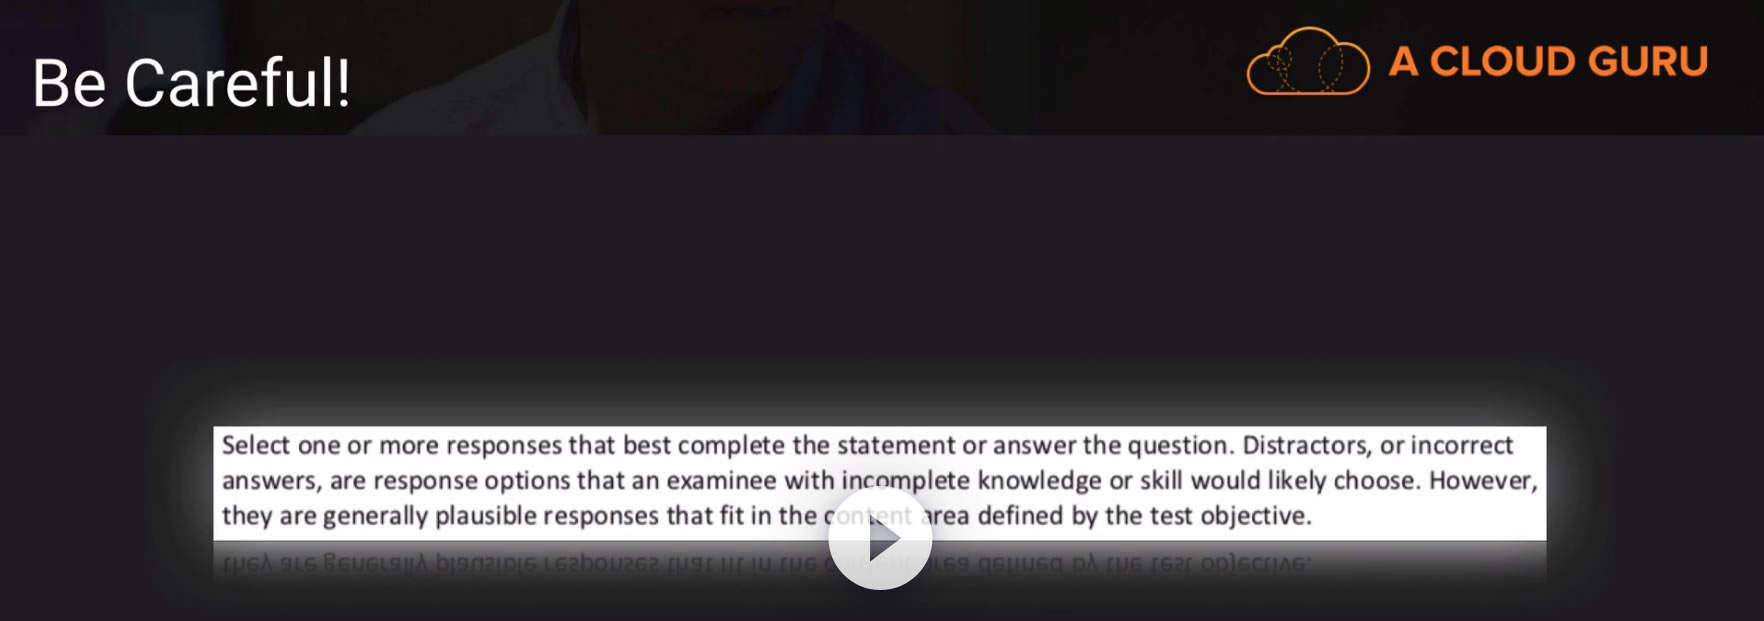 Be Careful!
A CLOUD GURU
Select one or more responses that best complete the statement or answer the question. Distractors, or incorrect
answers, are response options that an examinee with incomplete knowledge or skill would likely choose. However,
they are generally plausible responses that fit in the content area defined by the test objective.